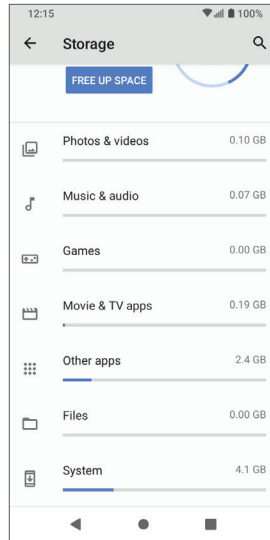 12:15 100%
Storage
FREE UP SPACE
Photos & videos 0.10 GB
Music & audio 0.07 GB
Games 0.00 GB
Movie & TV apps 0.19 GB
Other apps 2.4 GB
Files 0.00 GB
System 4.1 GB